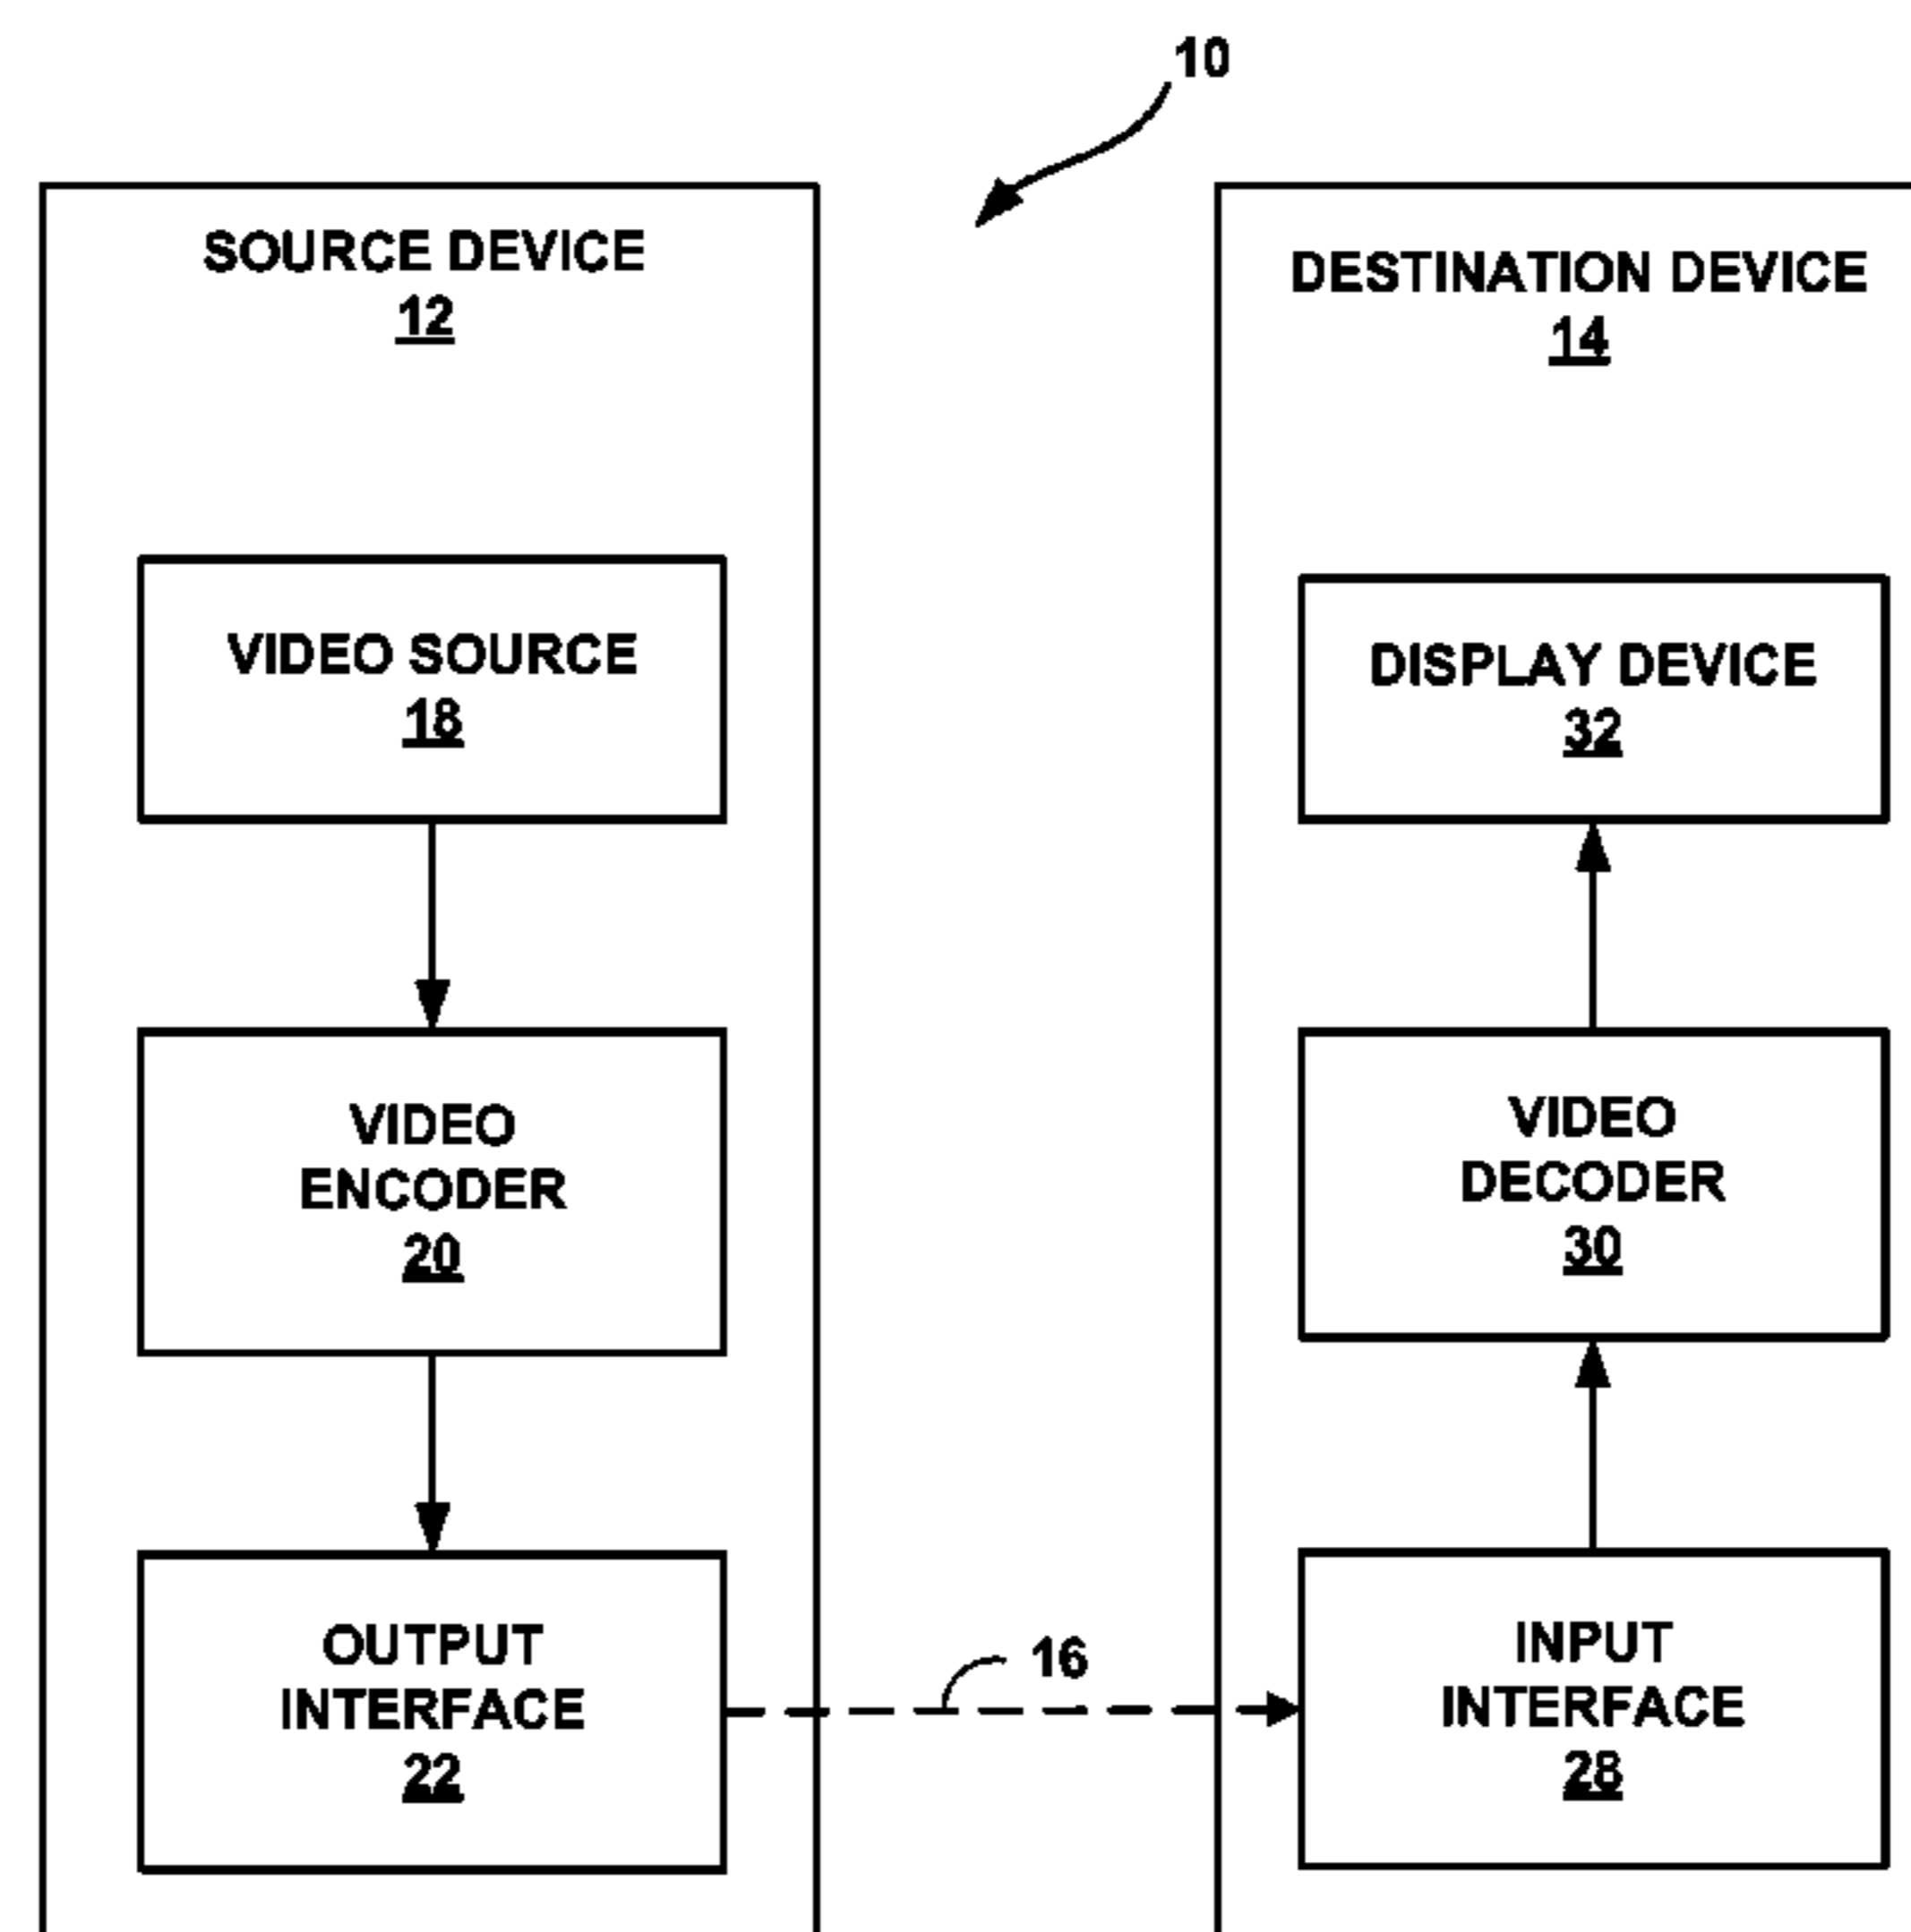 10
SOURCE DEVICE
12
VIDEO SOURCE
18
VIDEO
ENCODER
20
OUTPUT
INTERFACE
22
16
DESTINATION DEVICE
14
DISPLAY DEVICE
32
VIDEO
DECODER
30
INPUT
INTERFACE
28